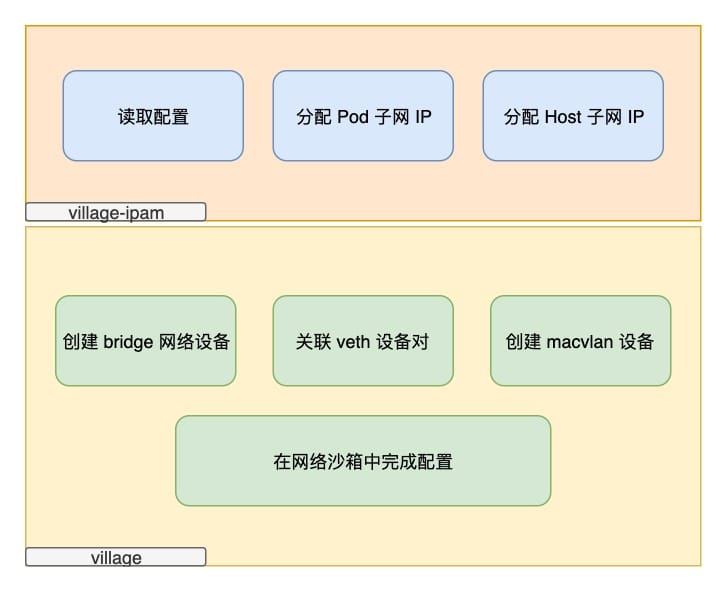 读取配置
分配 Pod 子网 IP
分配 Host 子网 IP
village-ipam
创建 bridge 网络设备
关联 veth 设备对
创建 macvlan 设备
在网络沙箱中完成配置
village